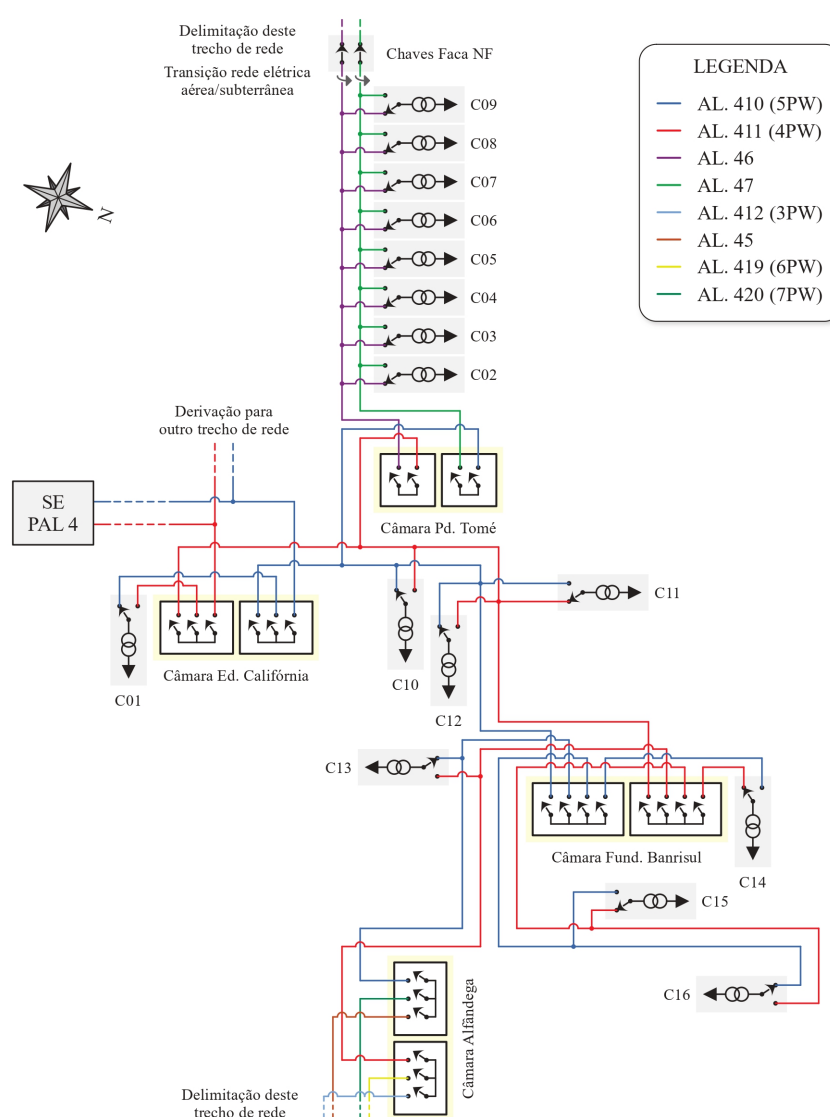 Delimitação deste
trecho de rede
Transição rede elétrica
aérea/subterrânea
Chaves Faca NF
LEGENDA
AL. 410 (5PW)
AL. 411 (4PW)
AL. 46
AL. 47
AL. 412 (3PW)
AL. 45
AL. 419 (6PW)
AL. 420 (7PW)
N
C09
C08
C07
C06
C05
C04
C03
C02
Derivação para
outro trecho de rede
SE
PAL 4
Câmara Pd. Tomé
C11
Câmara Ed. Califórnia
C01
C10
C12
C13
Câmara Fund. Banrisul
C14
C15
C16
Câmara Alfândega
Delimitação deste
trecho de rede